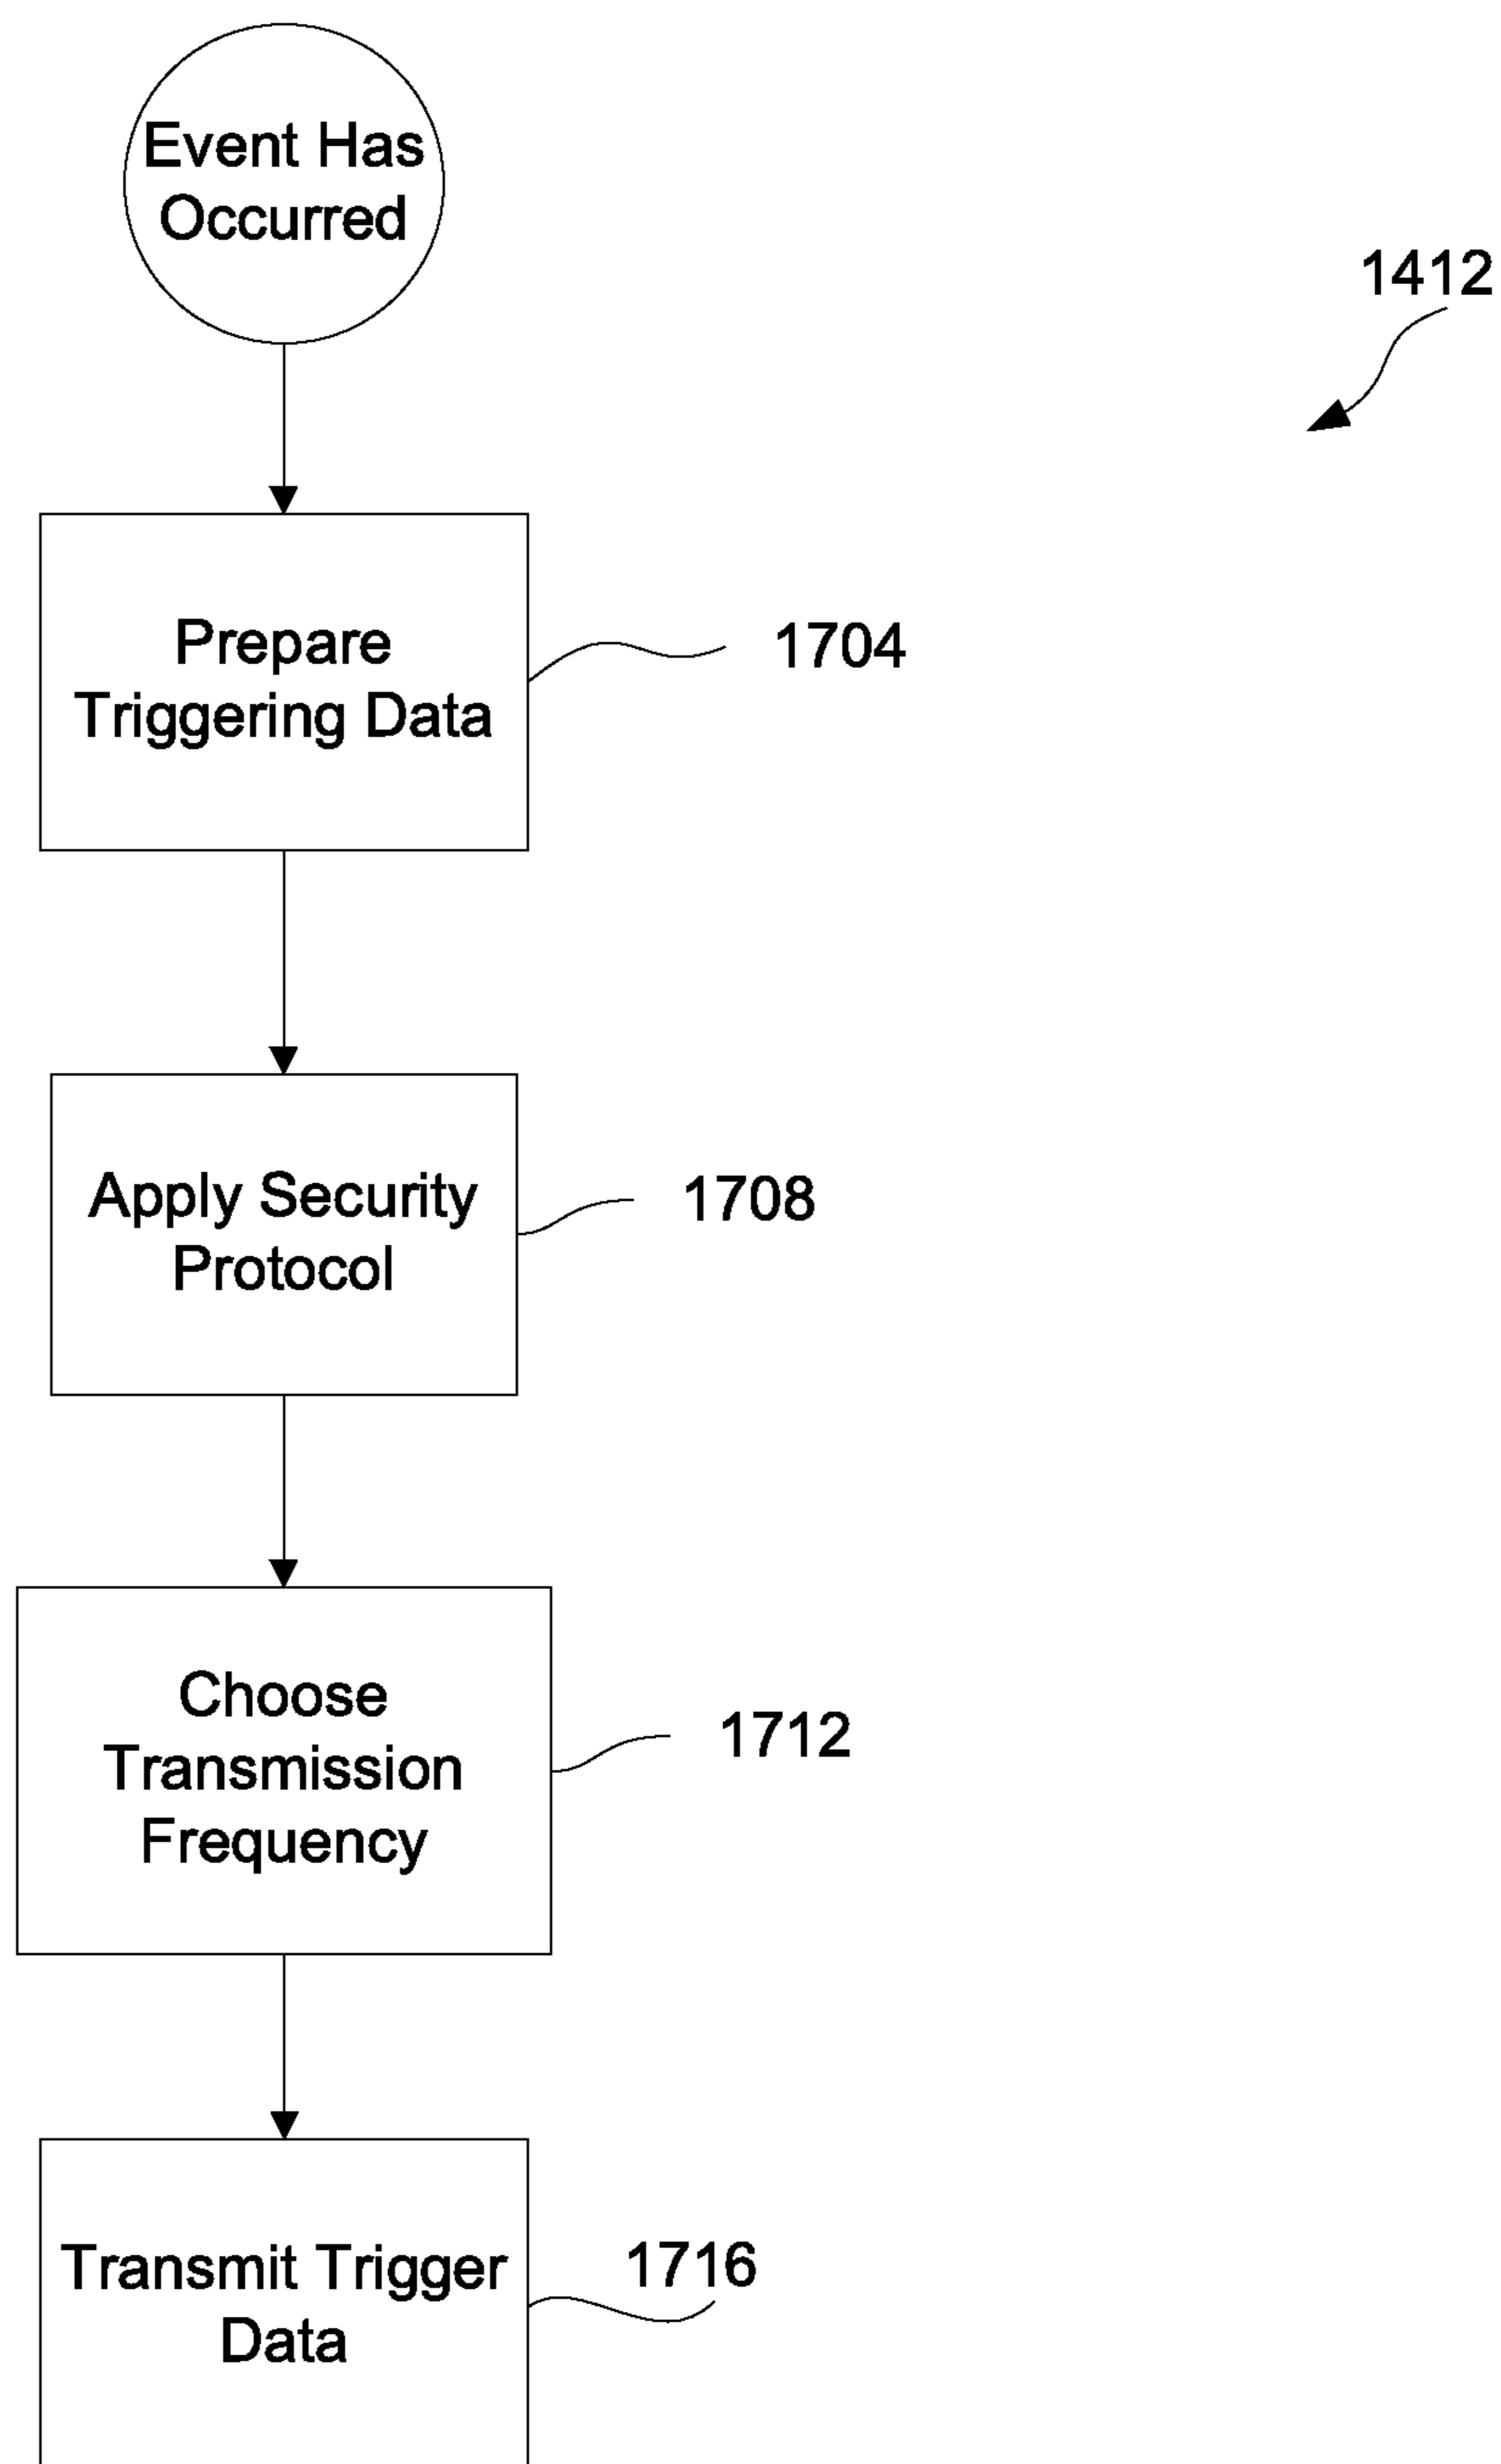 Event Has
Occurred
1412
Prepare
Triggering Data
1704
Apply Security
Protocol
1708
Choose
Transmission
Frequency
1712
Transmit Trigger
Data
1716